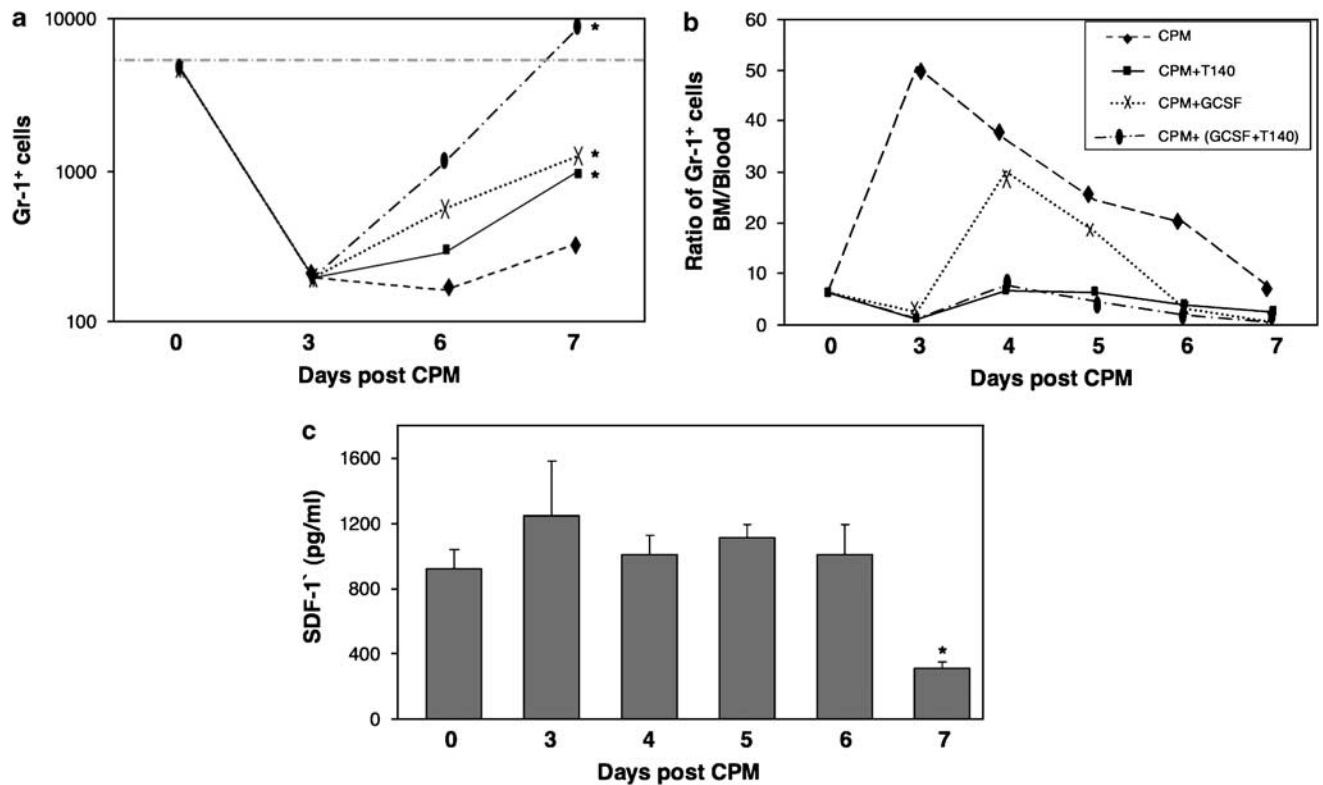 a
10000
1000
100
Gr-1⁺ cells
0 3 6 7
Days post CPM
*
*
*
b
60
50
40
30
20
10
0
Ratio of Gr-1⁺ cells
BM/Blood
CPM
CPM+T140
CPM+GCSF
CPM+ (GCSF+T140)
0 3 4 5 6 7
Days post CPM
c
1600
1200
800
400
0
SDF-1` (pg/ml)
*
0 3 4 5 6 7
Days post CPM